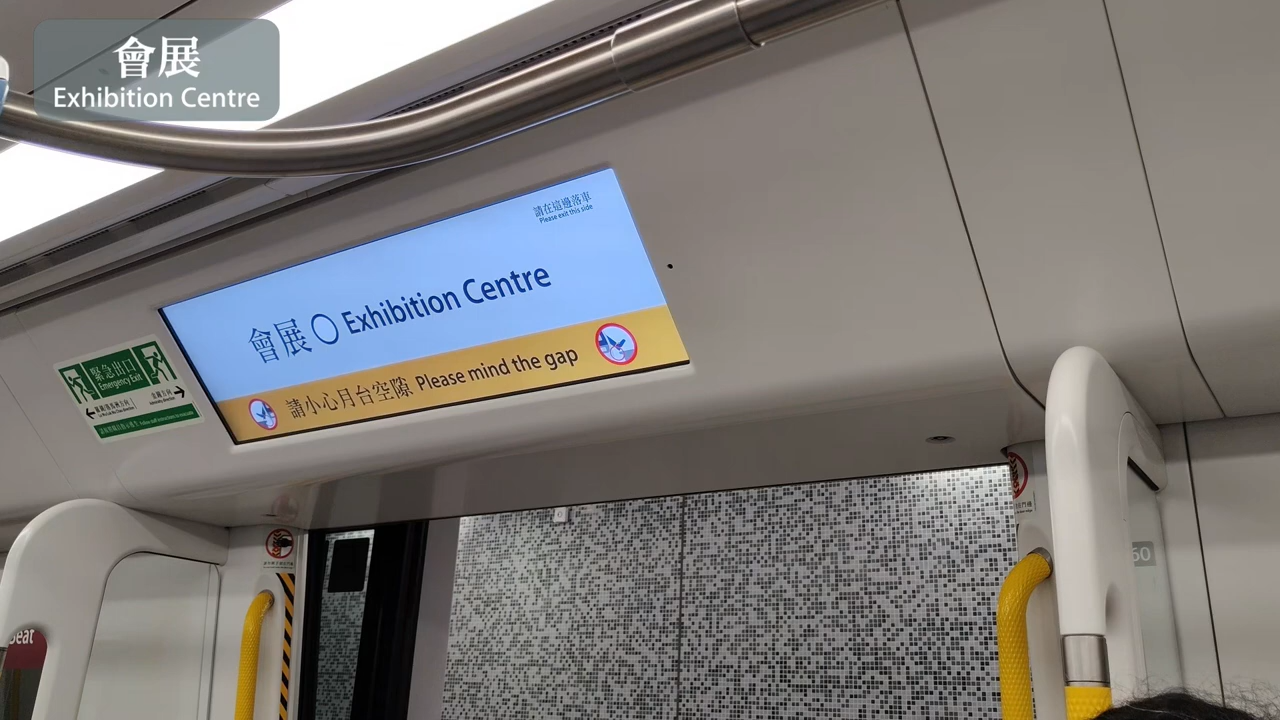 會展
Exhibition Centre
請在這邊落車
Please exit this side
會展 Exhibition Centre
請小心月台空隙 Please mind the gap
緊急出口
Emergency Exit